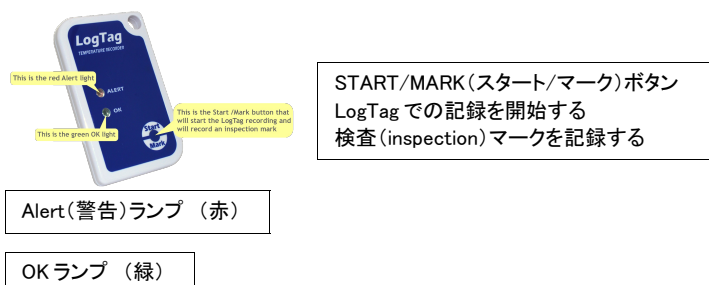 LogTag
TEMPERATURE RECORDER
This is the red Alert light
ALERT
OK
This is the green OK light
This is the Start /Mark button that
will start the LogTag recording and
will record an inspection mark
Start
Mark
START/MARK（スタート/マーク）ボタン
LogTag での記録を開始する
検査（inspection）マークを記録する
Alert（警告）ランプ （赤）
OK ランプ （緑）